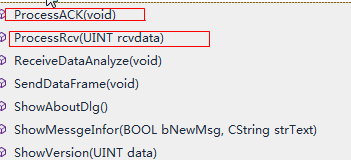 ProcessACK(void)
ProcessRcv(UINT rcvdata)
ReceiveDataAnalyze(void)
SendDataFrame(void)
ShowAboutDlg()
ShowMessgeInfor(BOOL bNewMsg, CString strText)
ShowVersion(UINT data)